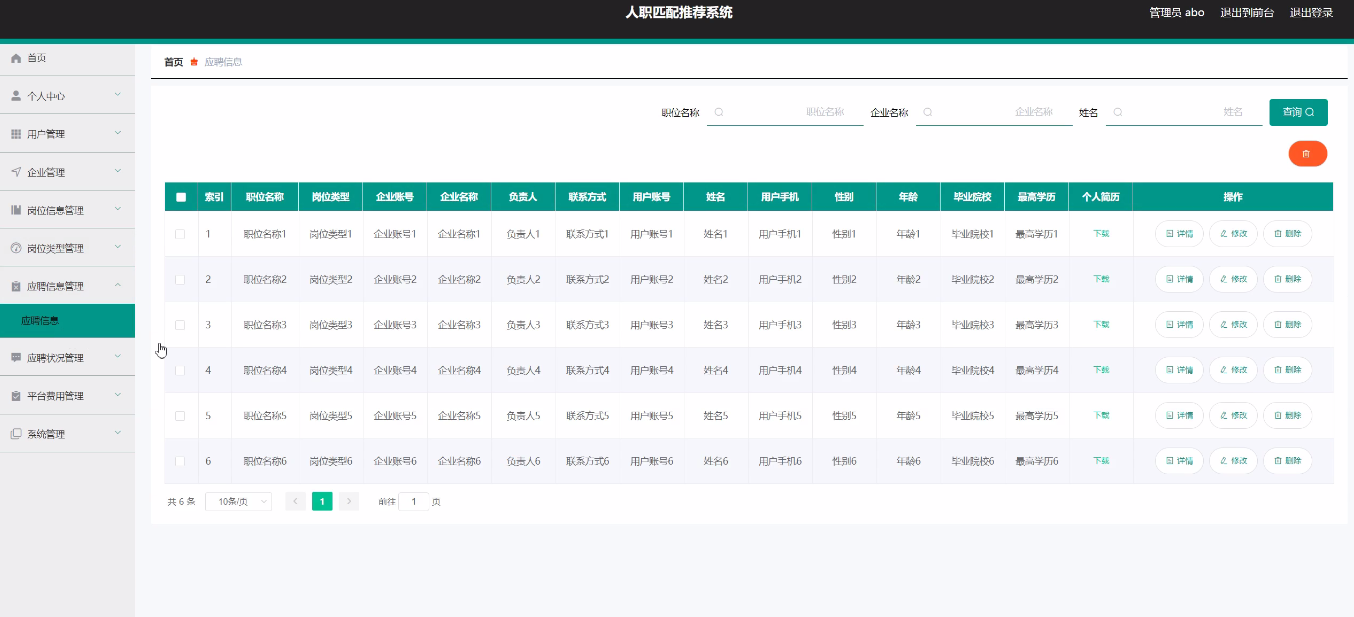 人职匹配推荐系统
管理员 abo 退出到前台 退出登录
首页
个人中心
用户管理
企业管理
岗位信息管理
岗位类型管理
应聘信息管理
应聘信息
应聘状况管理
平台费用管理
系统管理
首页 应聘信息
职位名称 职位名称 企业名称 企业名称 姓名 姓名 查询
索引 职位名称 岗位类型 企业账号 企业名称 负责人 联系方式 用户账号 姓名 用户手机 性别 年龄 毕业院校 最高学历 个人简历 操作
1 职位名称1 岗位类型1 企业账号1 企业名称1 负责人1 联系方式1 用户账号1 姓名1 用户手机1 性别1 年龄1 毕业院校1 最高学历1 下载 详情 修改 删除
2 职位名称2 岗位类型2 企业账号2 企业名称2 负责人2 联系方式2 用户账号2 姓名2 用户手机2 性别2 年龄2 毕业院校2 最高学历2 下载 详情 修改 删除
3 职位名称3 岗位类型3 企业账号3 企业名称3 负责人3 联系方式3 用户账号3 姓名3 用户手机3 性别3 年龄3 毕业院校3 最高学历3 下载 详情 修改 删除
4 职位名称4 岗位类型4 企业账号4 企业名称4 负责人4 联系方式4 用户账号4 姓名4 用户手机4 性别4 年龄4 毕业院校4 最高学历4 下载 详情 修改 删除
5 职位名称5 岗位类型5 企业账号5 企业名称5 负责人5 联系方式5 用户账号5 姓名5 用户手机5 性别5 年龄5 毕业院校5 最高学历5 下载 详情 修改 删除
6 职位名称6 岗位类型6 企业账号6 企业名称6 负责人6 联系方式6 用户账号6 姓名6 用户手机6 性别6 年龄6 毕业院校6 最高学历6 下载 详情 修改 删除
共 6 条 10条/页 1 前往 1 页